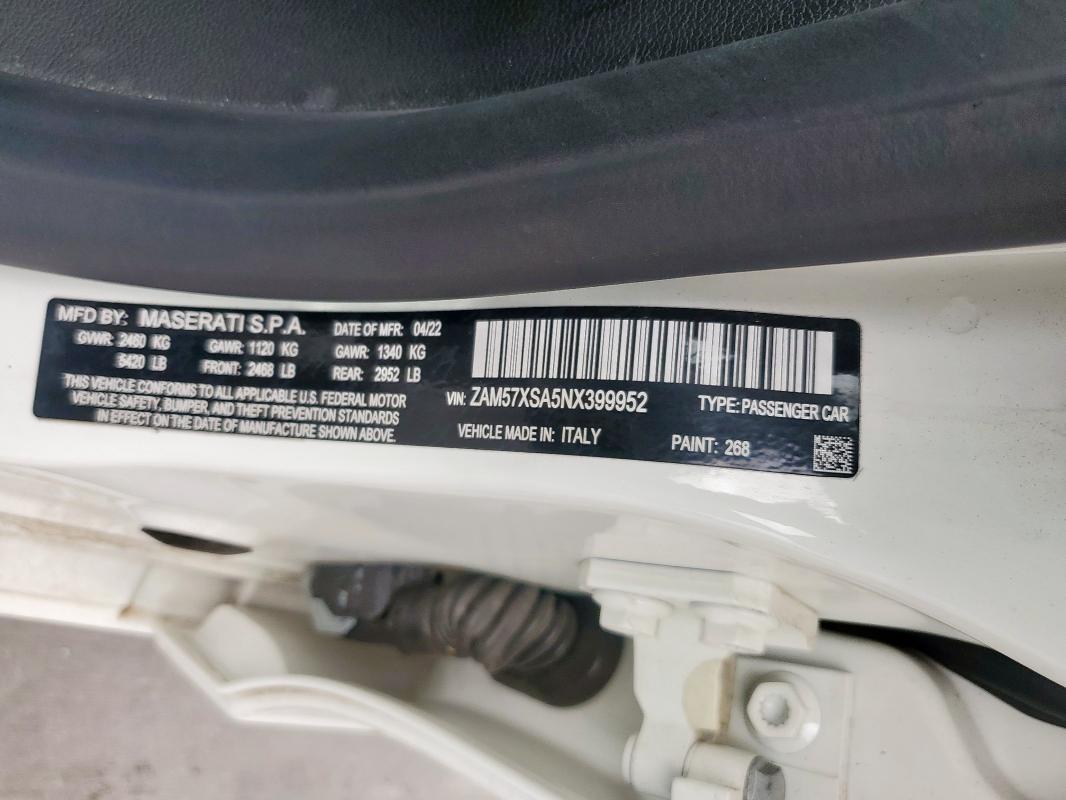 MFD BY: MASERATI S.P.A. DATE OF MFR: 04/22
GVWR: 2460 KG GAWR: 1120 KG GAWR: 1340 KG
5420 LB FRONT: 2468 LB REAR: 2952 LB
THIS VEHICLE CONFORMS TO ALL APPLICABLE U.S. FEDERAL MOTOR
VEHICLE SAFETY, BUMPER, AND THEFT PREVENTION STANDARDS
IN EFFECT ON THE DATE OF MANUFACTURE SHOWN ABOVE.
VIN: ZAM57XSA5NX399952 TYPE: PASSENGER CAR
VEHICLE MADE IN: ITALY PAINT: 268